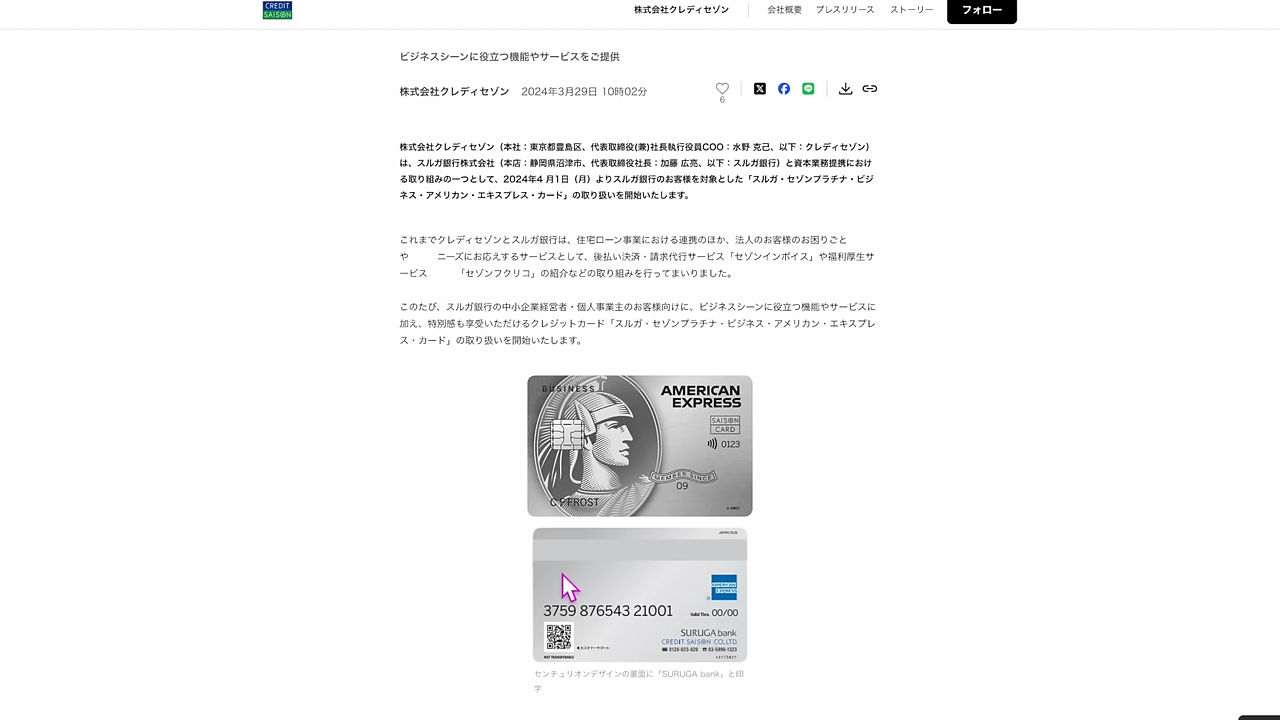 CREDIT
SAISON
株式会社クレディセゾン 会社概要 プレスリリース ストーリー フォロー
ビジネスシーンに役立つ機能やサービスをご提供
株式会社クレディセゾン 2024年3月29日 10時02分
6
株式会社クレディセゾン（本社：東京都豊島区、代表取締役(兼)社長執行役員COO：水野 克己、以下：クレディセゾン）
は、スルガ銀行株式会社（本店：静岡県沼津市、代表取締役社長：加藤 広亮、以下：スルガ銀行）と資本業務提携におけ
る取り組みの一つとして、2024年4 月1日（月）よりスルガ銀行のお客様を対象とした「スルガ・セゾンプラチナ・ビジ
ネス・アメリカン・エキスプレス・カード」の取り扱いを開始いたします。
これまでクレディセゾンとスルガ銀行は、住宅ローン事業における連携のほか、法人のお客様のお困りごと
や ニーズにお応えするサービスとして、後払い決済・請求代行サービス「セゾンインボイス」や福利厚生サ
ービス 「セゾンフクリコ」の紹介などの取り組みを行ってまいりました。
このたび、スルガ銀行の中小企業経営者・個人事業主のお客様向けに、ビジネスシーンに役立つ機能やサービスに
加え、特別感も享受いただけるクレジットカード「スルガ・セゾンプラチナ・ビジネス・アメリカン・エキスプレ
ス・カード」の取り扱いを開始いたします。
BUSINESS
AMERICAN
EXPRESS
SAISON
CARD
0123
MEMBER SINCE
09
C P FROST
© AMEX
AMERICAN
EXPRESS
3759 876543 21001
Valid Thru 00/00
SURUGA bank
CREDIT SAISON CO.,LTD.
0120-023-020 03-5996-1323
カスタマーサポート
NOT TRANSFERABLE
センチュリオンデザインの裏面に「SURUGA bank」と印
字